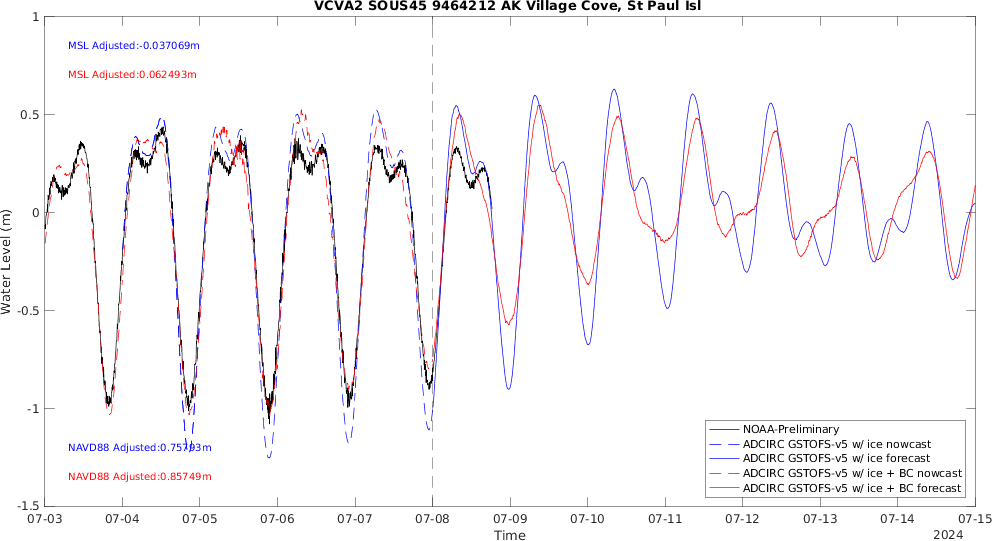 VCVA2 SOUS45 9464212 AK Village Cove, St Paul Isl
1
0.5
0
-0.5
-1
-1.5
Water Level (m)
MSL Adjusted:-0.037069m
MSL Adjusted:0.062493m
NAVD88 Adjusted:0.75793m
NAVD88 Adjusted:0.85749m
NOAA-Preliminary
ADCIRC GSTOFS-v5 w/ ice nowcast
ADCIRC GSTOFS-v5 w/ ice forecast
ADCIRC GSTOFS-v5 w/ ice + BC nowcast
ADCIRC GSTOFS-v5 w/ ice + BC forecast
07-03 07-04 07-05 07-06 07-07 07-08 07-09 07-10 07-11 07-12 07-13 07-14 07-15
Time
2024